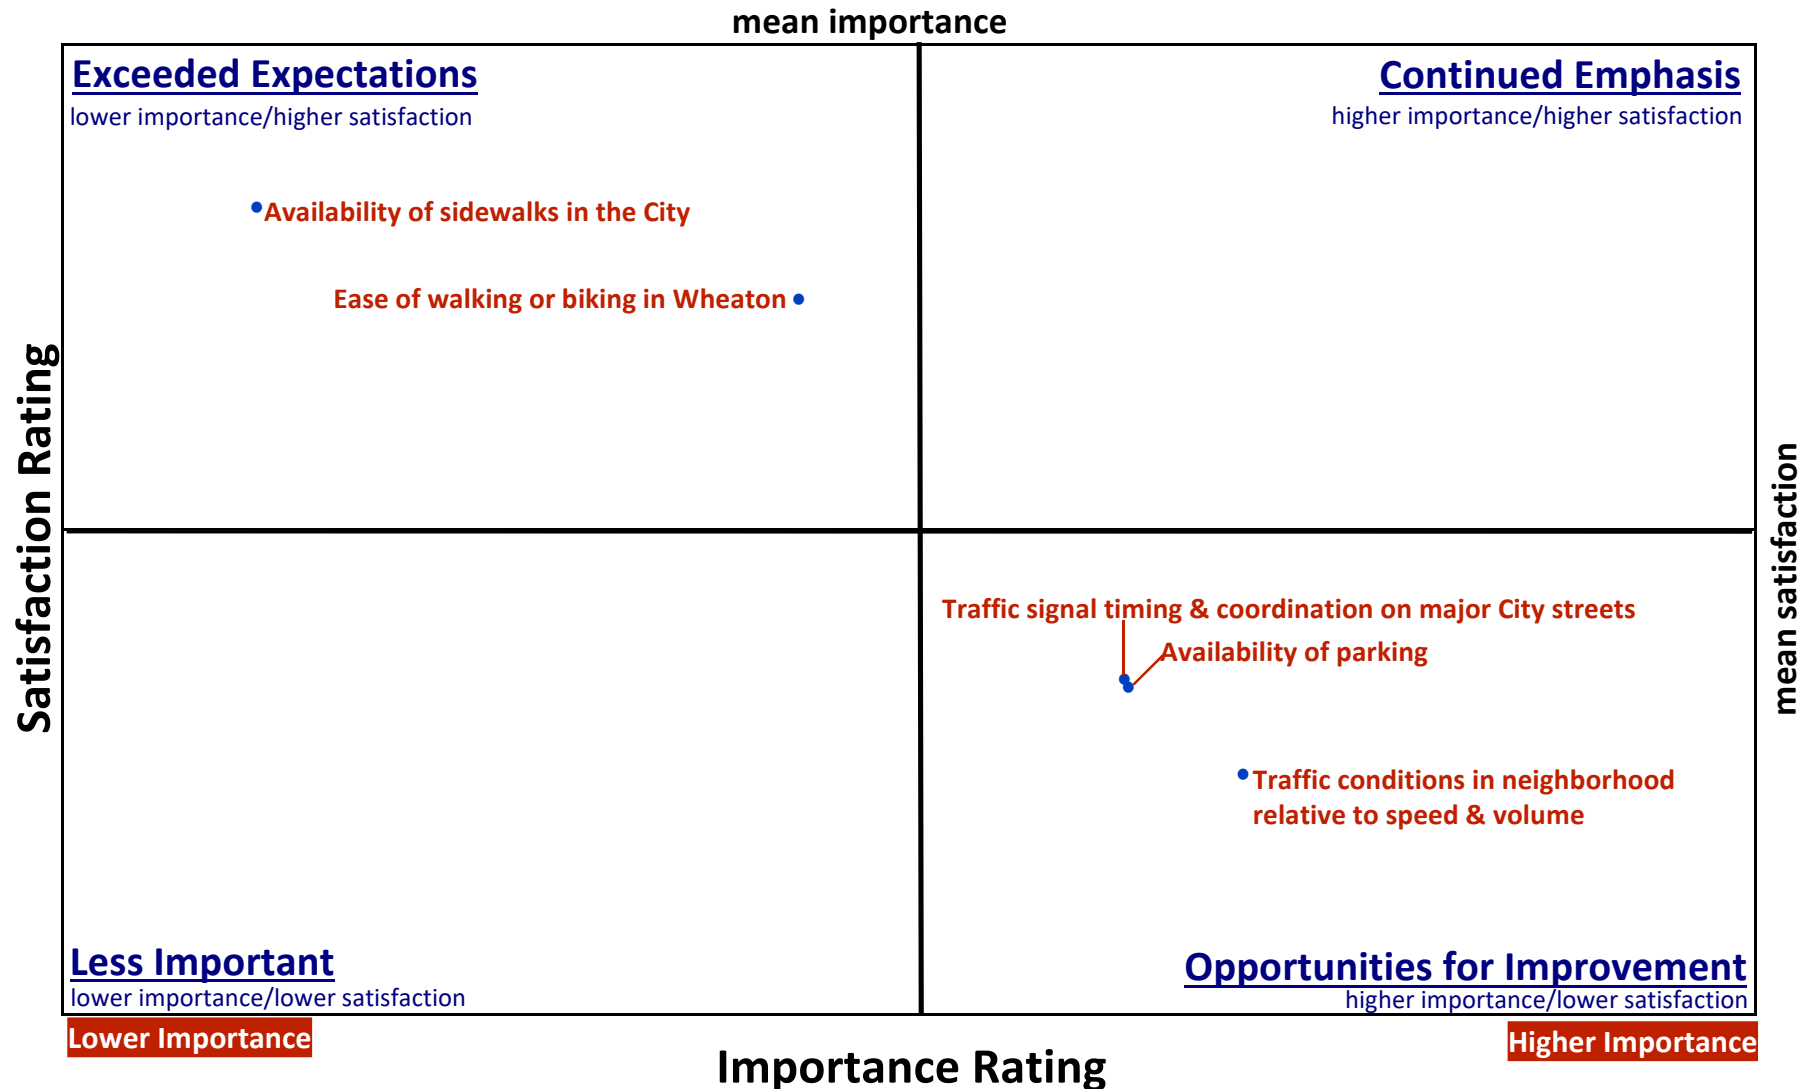 mean importance
Exceeded Expectations
lower importance/higher satisfaction
Continued Emphasis
higher importance/higher satisfaction
Availability of sidewalks in the City
Ease of walking or biking in Wheaton
Satisfaction Rating
mean satisfaction
Traffic signal timing & coordination on major City streets
Availability of parking
Traffic conditions in neighborhood
relative to speed & volume
Less Important
lower importance/lower satisfaction
Opportunities for Improvement
higher importance/lower satisfaction
Lower Importance
Importance Rating
Higher Importance